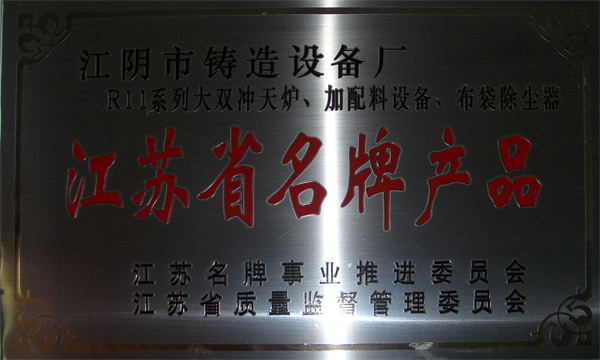 江阴市铸造设备厂
R11系列大双冲天炉、加配料设备、布袋除尘器
江苏省名牌产品
江苏名牌事业推进委员会
江苏省质量监督管理委员会